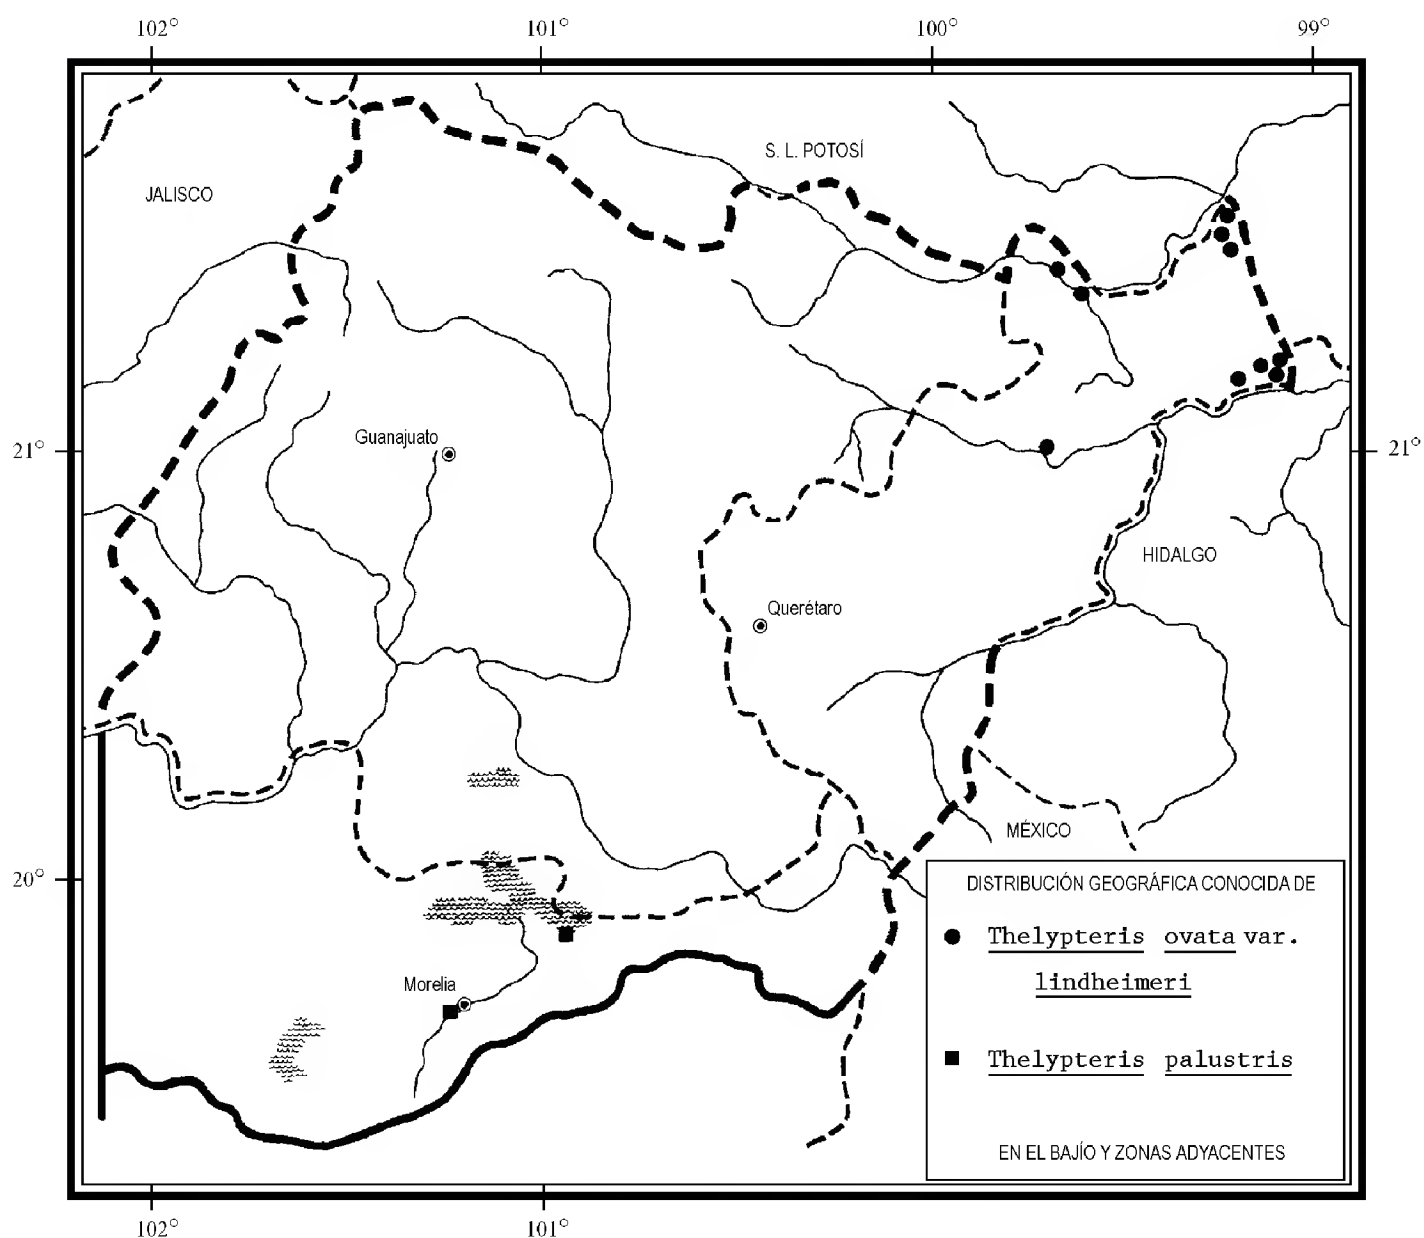 102° 101° 100° 99°
S. L. POTOSÍ
JALISCO
Guanajuato
21° 21°
HIDALGO
Querétaro
MÉXICO
20°
DISTRIBUCIÓN GEOGRÁFICA CONOCIDA DE
Thelypteris ovata var.
lindheimeri
Morelia
Thelypteris palustris
EN EL BAJÍO Y ZONAS ADYACENTES
102° 101°